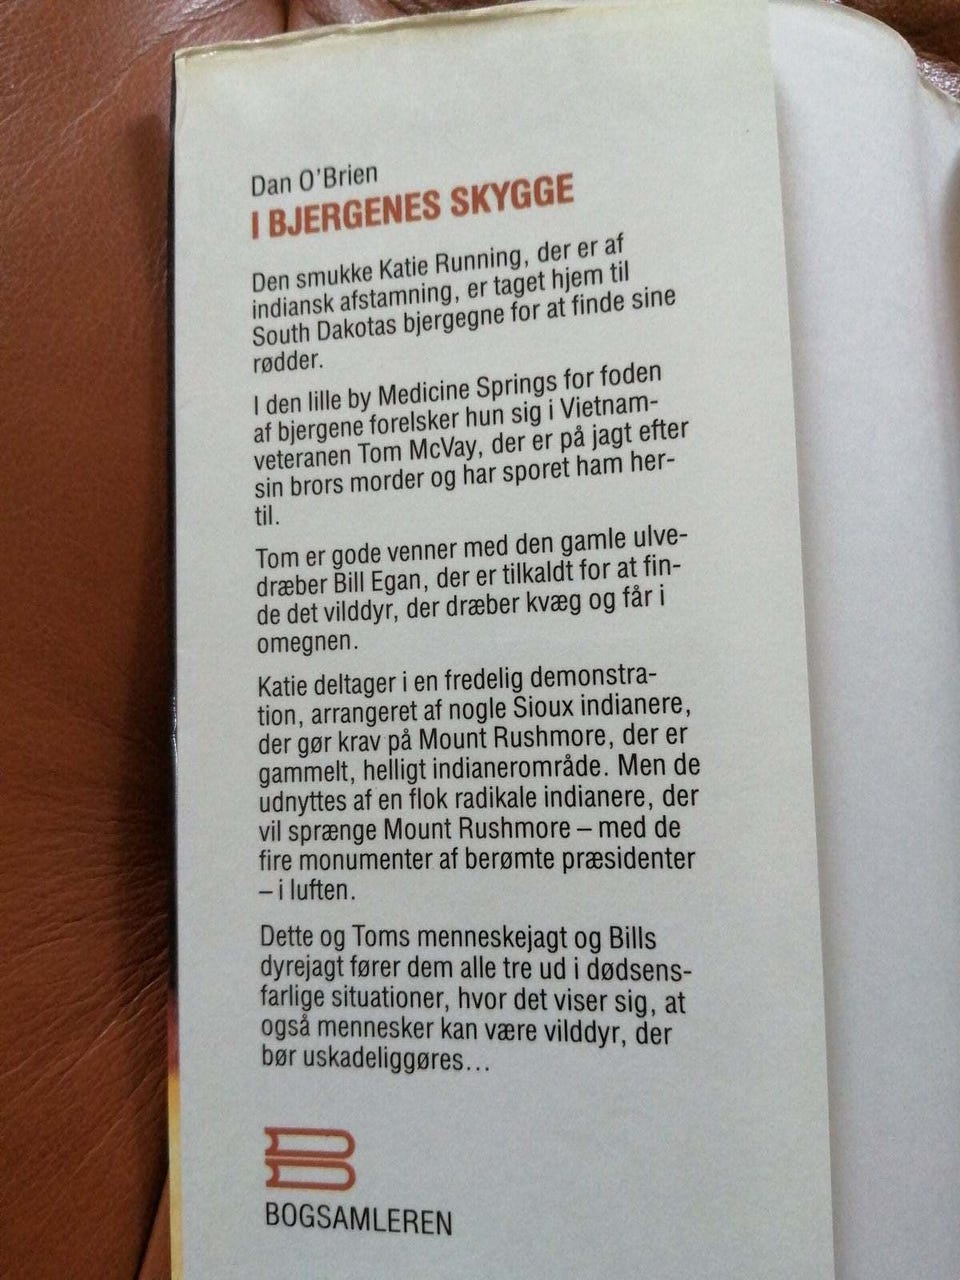 Dan O'Brien
I BJERGENES SKYGGE
Den smukke Katie Running, der er af
indiansk afstamning, er taget hjem til
South Dakotas bjergegne for at finde sine
rødder.
I den lille by Medicine Springs for foden
af bjergene forelsker hun sig i Vietnam-
veteranen Tom McVay, der er på jagt efter
sin brors morder og har sporet ham her-
til.
Tom er gode venner med den gamle ulve-
dræber Bill Egan, der er tilkaldt for at fin-
de det vilddyr, der dræber kvæg og får i
omegnen.
Katie deltager i en fredelig demonstra-
tion, arrangeret af nogle Sioux indianere,
der gør krav på Mount Rushmore, der er
gammelt, helligt indianerområde. Men de
udnyttes af en flok radikale indianere, der
vil sprænge Mount Rushmore – med de
fire monumenter af berømte præsidenter
– i luften.
Dette og Toms menneskejagt og Bills
dyrejagt fører dem alle tre ud i dødsens-
farlige situationer, hvor det viser sig, at
også mennesker kan være vilddyr, der
bør uskadeliggøres...
BOGSAMLEREN